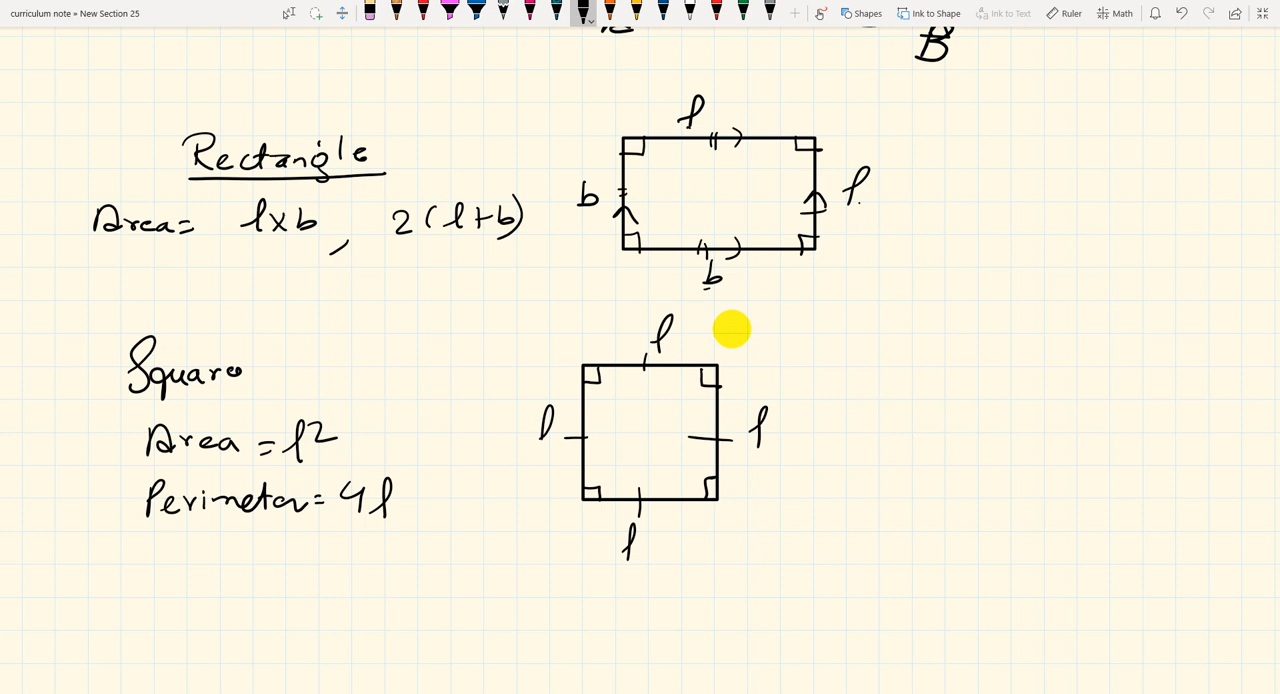 curriculum note » New Section 25
Shapes
Ink to Shape
Ink to Text
Ruler
Math
B
l
Rectangle
b
l
Area = l x b , 2 ( l + b )
b
l
Square
l
l
Area = l2
Perimeter = 4 l
l